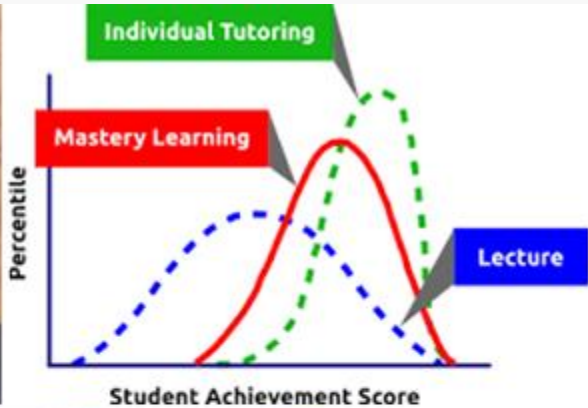 Individual Tutoring
Mastery Learning
Percentile
Lecture
Student Achievement Score